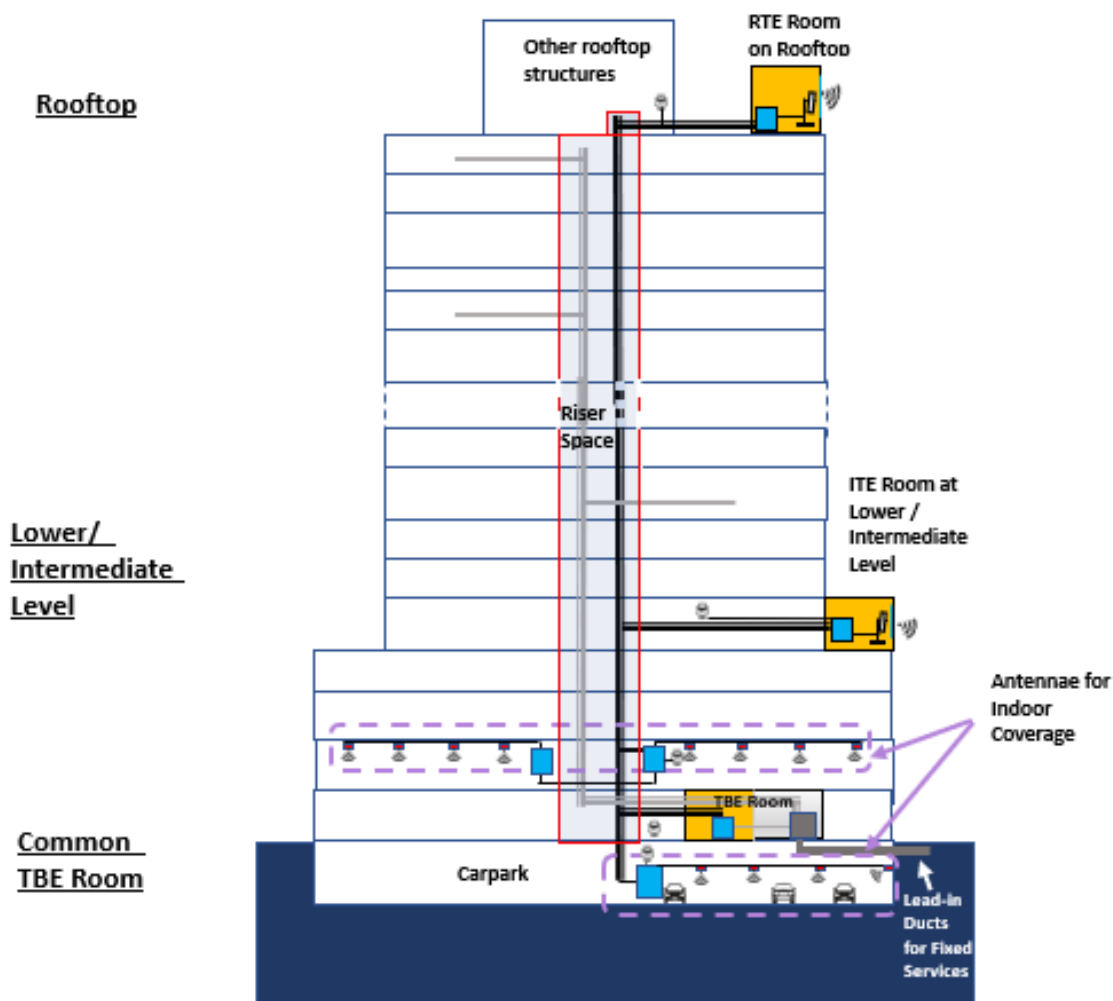 Other rooftop
structures
RTE Room
on Rooftop
Rooftop
Riser
Space
ITE Room at
Lower /
Intermediate
Level
Lower/
Intermediate
Level
Antennae for
Indoor
Coverage
TBE Room
Common
TBE Room
Carpark
Lead-in
Ducts
for Fixed
Services